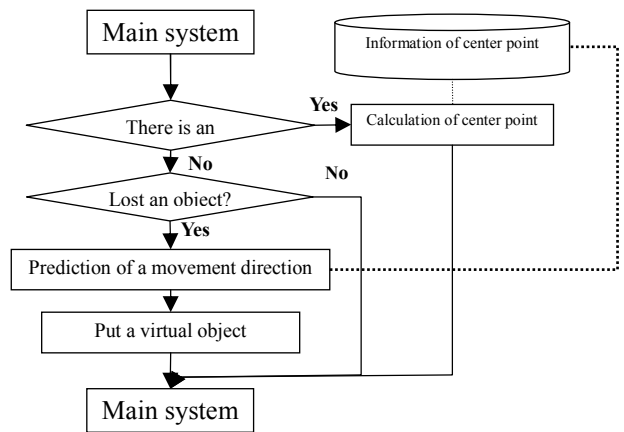 Main system
Information of center point
Yes
There is an
Calculation of center point
No
No
Lost an object?
Yes
Prediction of a movement direction
Put a virtual object
Main system